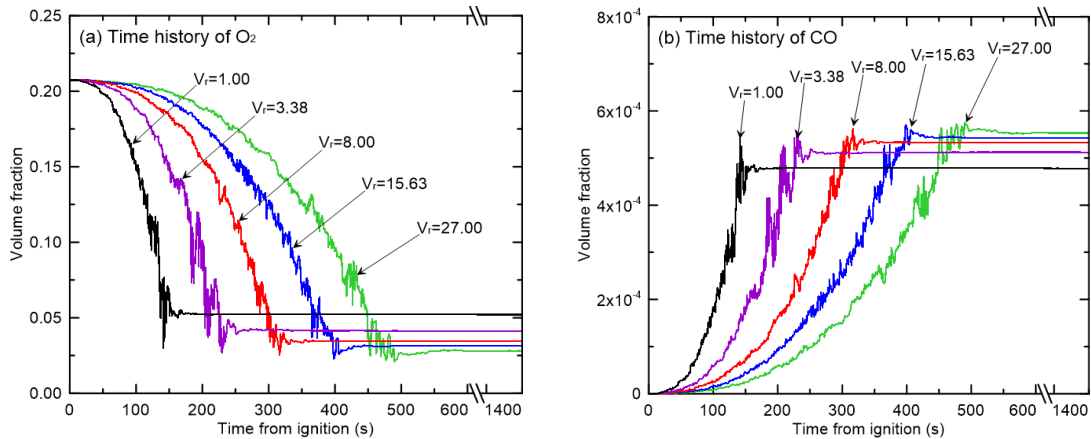 (a) Time history of O₂
Vr=1.00
Vr=3.38
Vr=8.00
Vr=15.63
Vr=27.00
0.25
0.20
0.15
0.10
0.05
0.00
Volume fraction
0 100 200 300 400 500 600 1400
Time from ignition (s)
(b) Time history of CO
Vr=1.00
Vr=3.38
Vr=8.00
Vr=15.63
Vr=27.00
8x10⁻⁴
6x10⁻⁴
4x10⁻⁴
2x10⁻⁴
0
Volume fraction
0 100 200 300 400 500 600 1400
Time from ignition (s)